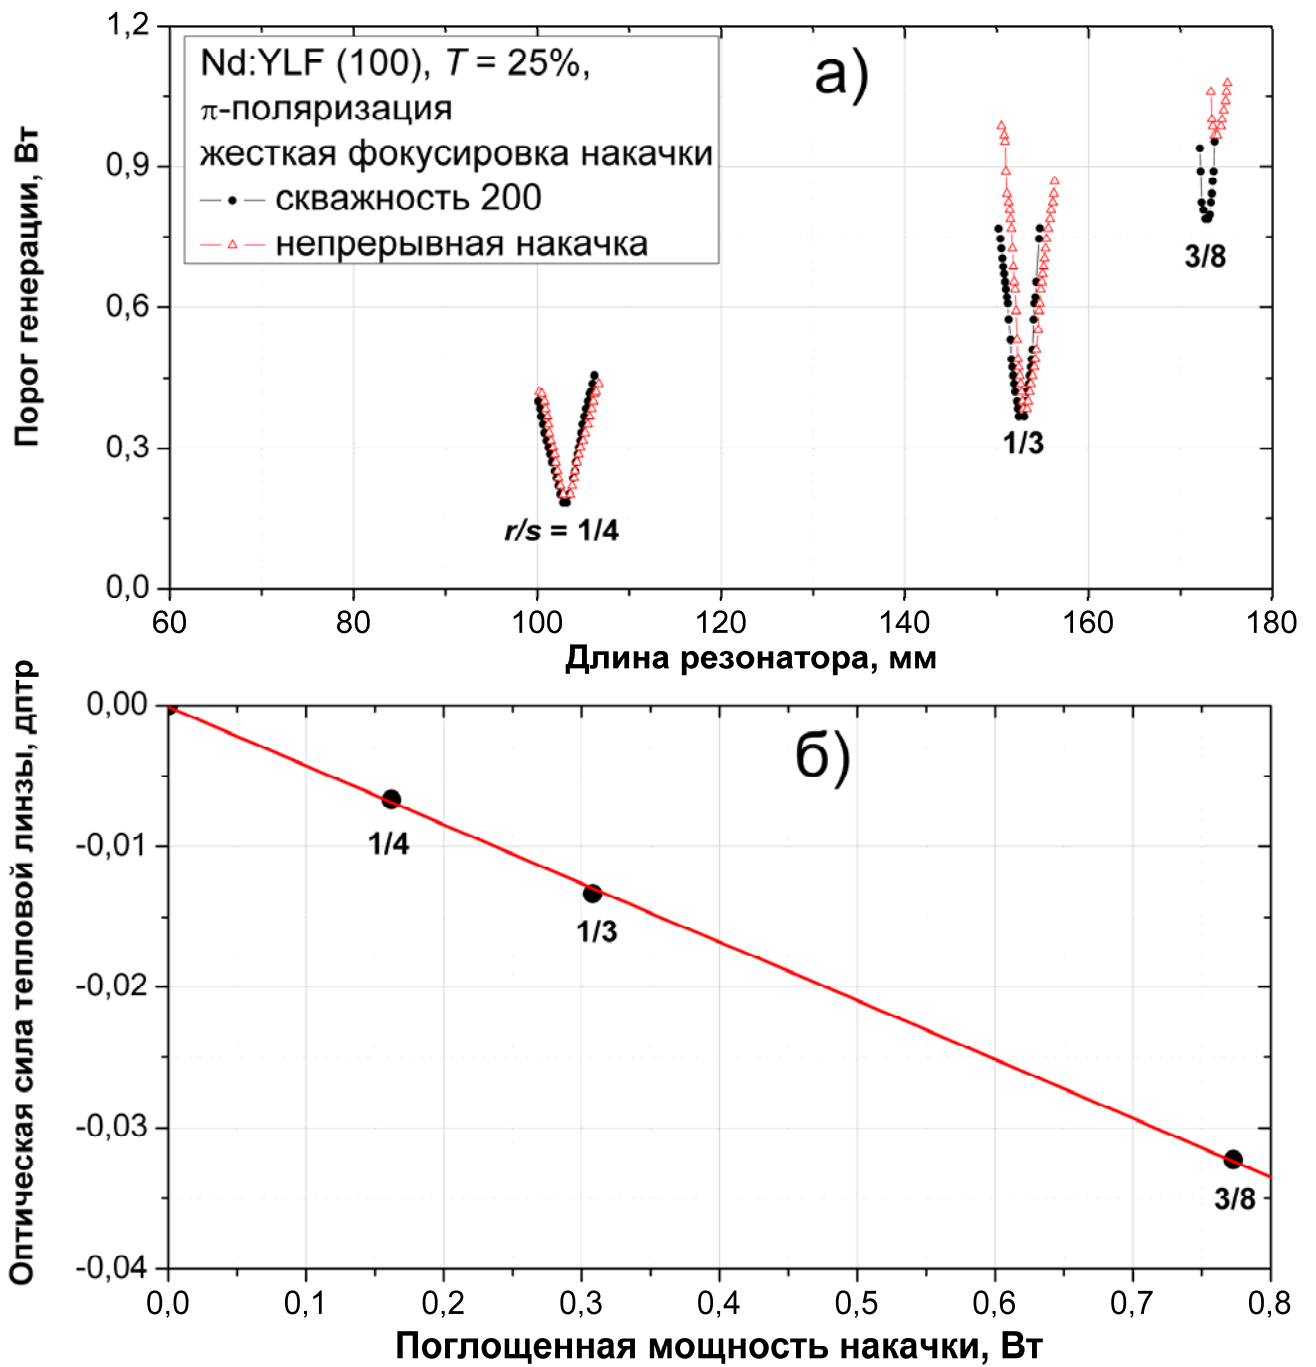 1,2
0,9
0,6
0,3
0,0
Порог генерации, Вт
Nd:YLF (100), T = 25%,
π-поляризация
жесткая фокусировка накачки
скважность 200
непрерывная накачка
а)
r/s = 1/4
1/3
3/8
60 80 100 120 140 160 180
Длина резонатора, мм
0,00
-0,01
-0,02
-0,03
-0,04
Оптическая сила тепловой линзы, дптр
б)
1/4
1/3
3/8
0,0 0,1 0,2 0,3 0,4 0,5 0,6 0,7 0,8
Поглощенная мощность накачки, Вт